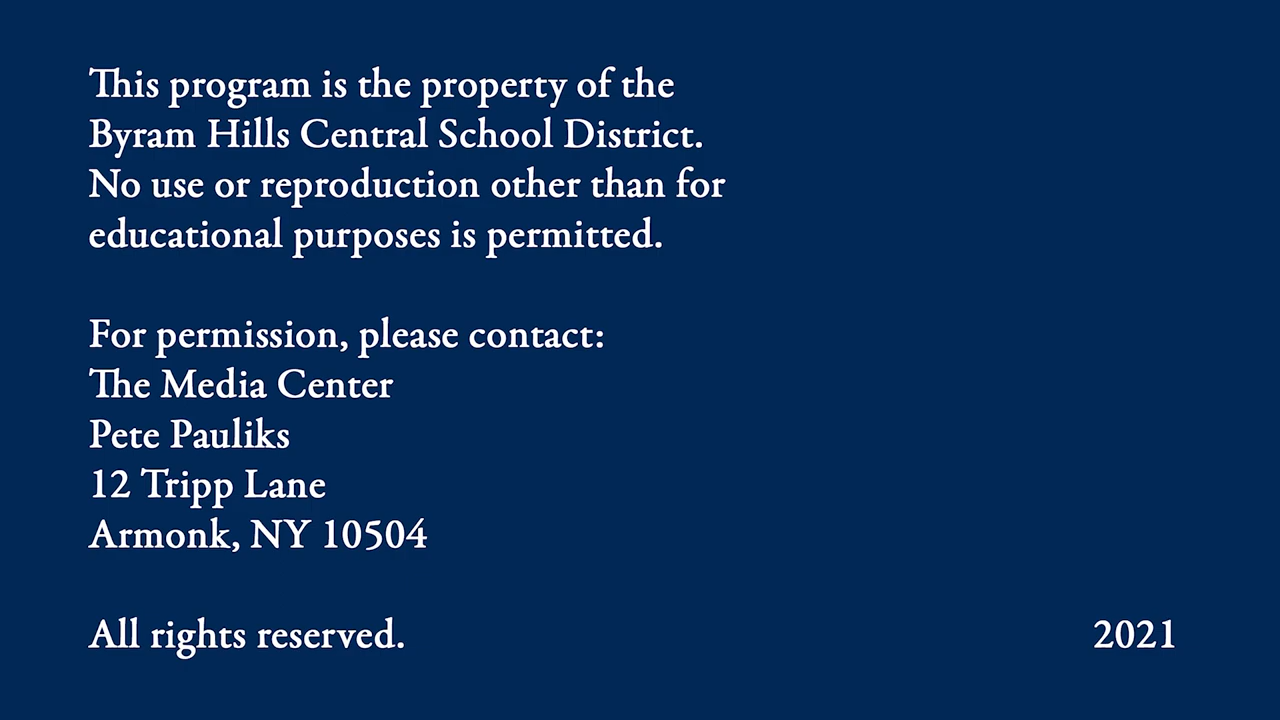 This program is the property of the
Byram Hills Central School District.
No use or reproduction other than for
educational purposes is permitted.
For permission, please contact:
The Media Center
Pete Pauliks
12 Tripp Lane
Armonk, NY 10504
All rights reserved.
2021